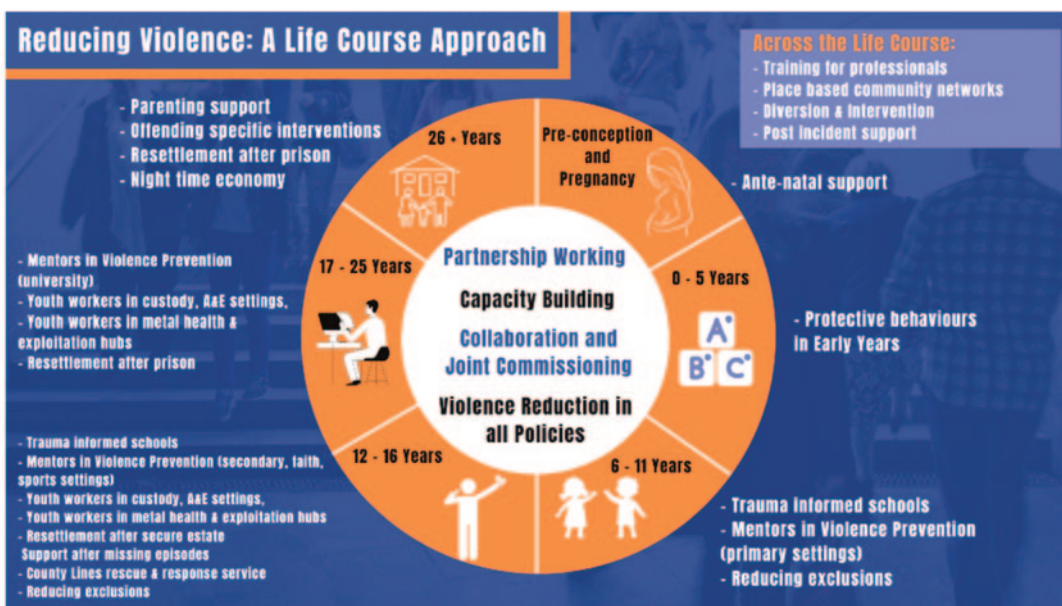 Reducing Violence: A Life Course Approach
Across the Life Course:
- Training for professionals
- Place based community networks
- Diversion & Intervention
- Post incident support
- Parenting support
- Offending specific interventions
- Resettlement after prison
- Night time economy
26 + Years
Pre-conception
and
Pregnancy
- Ante-natal support
- Mentors in Violence Prevention
(university)
- Youth workers in custody, A&E settings,
- Youth workers in metal health &
exploitation hubs
- Resettlement after prison
17 - 25 Years
Partnership Working
Capacity Building
Collaboration and
Joint Commissioning
Violence Reduction in
all Policies
0 - 5 Years
A
B C
- Protective behaviours
in Early Years
- Trauma informed schools
- Mentors in Violence Prevention (secondary, faith,
sports settings)
- Youth workers in custody, A&E settings,
- Youth workers in metal health & exploitation hubs
- Resettlement after secure estate
Support after missing episodes
- County Lines rescue & response service
- Reducing exclusions
12 - 16 Years
6 - 11 Years
- Trauma informed schools
- Mentors in Violence Prevention
(primary settings)
- Reducing exclusions